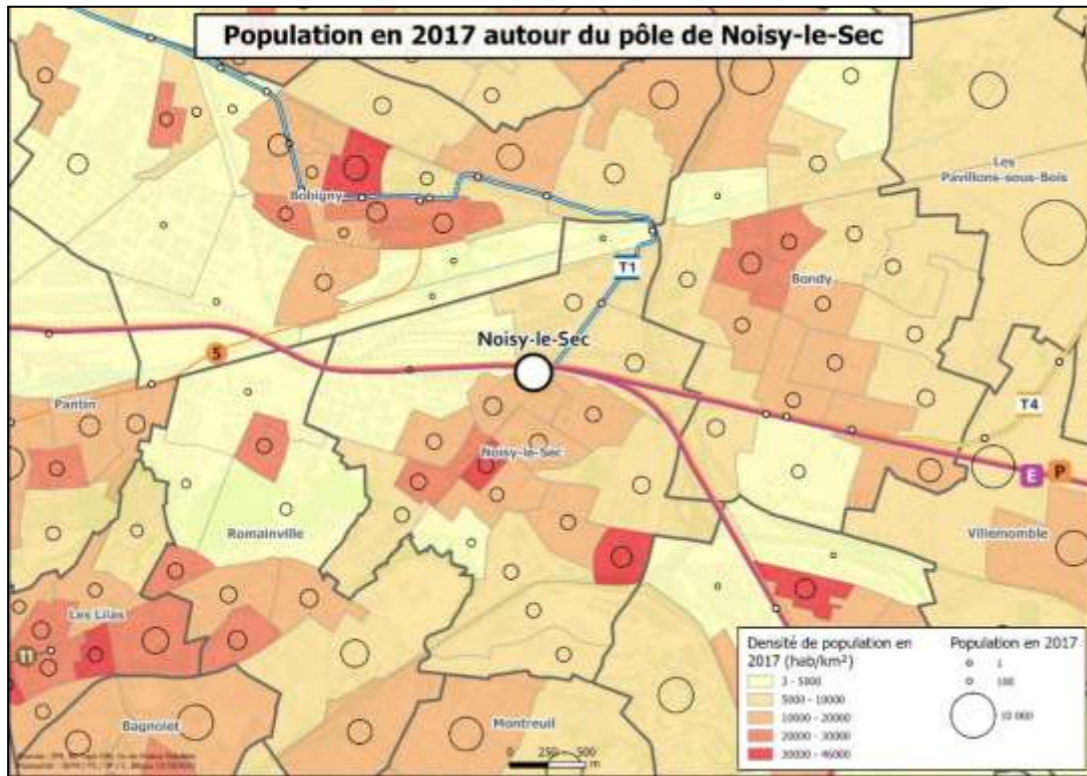 Population en 2017 autour du pôle de Noisy-le-Sec
Les
Pavillons-sous-Bois
Bobigny
T1
Bondy
Noisy-le-Sec
5
Pantin
T4
Noisy-le-Sec
E
P
Romainville
Villemomble
Les Lilas
11
Bagnolet
Montreuil
Densité de population en
2017 (hab/km²)
3 - 5000
5000 - 10000
10000 - 20000
20000 - 30000
30000 - 46000
Population en 2017
1
100
10 000
0 250 500
m